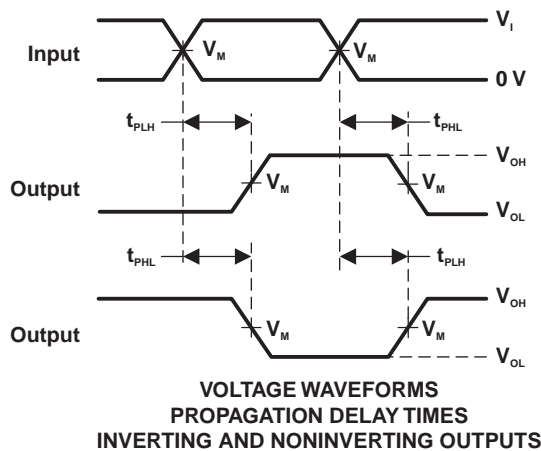 V_I
Input V_M V_M
0 V
t_PLH t_PHL
V_OH
Output V_M V_M
V_OL
t_PHL t_PLH
V_OH
Output V_M V_M
V_OL
VOLTAGE WAVEFORMS
PROPAGATION DELAY TIMES
INVERTING AND NONINVERTING OUTPUTS